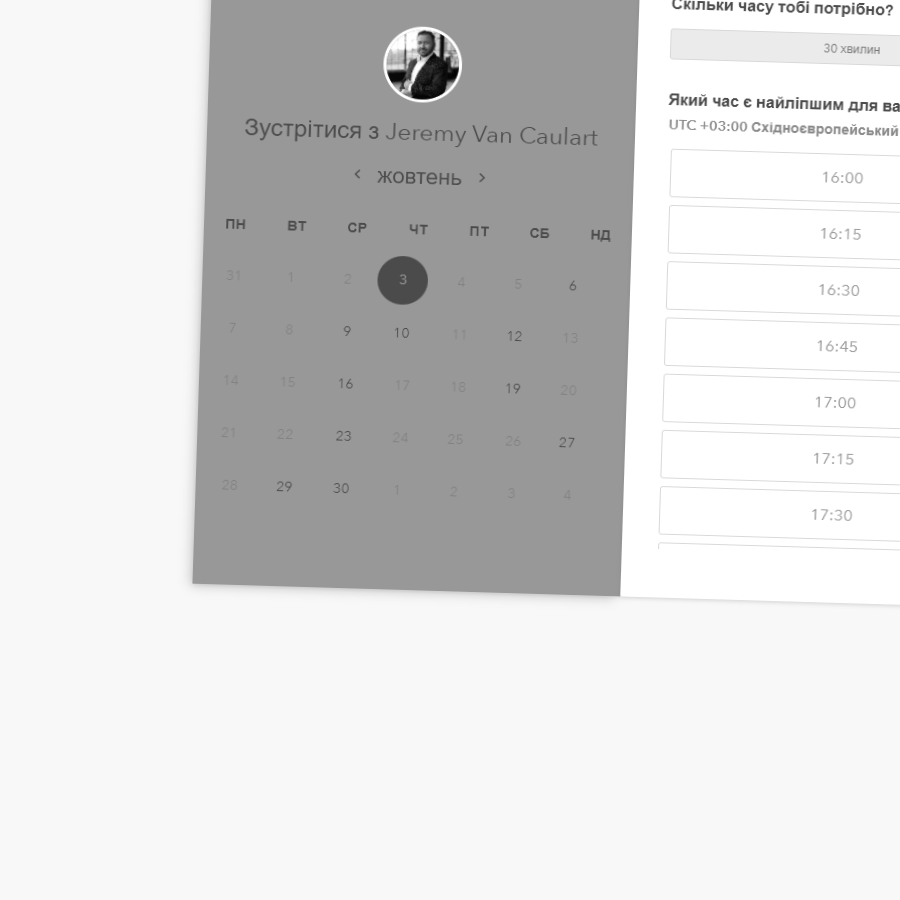 Зустрітися з Jeremy Van Caulart
‹ жовтень ›
ПН ВТ СР ЧТ ПТ СБ НД
31 1 2 3 4 5 6
7 8 9 10 11 12 13
14 15 16 17 18 19 20
21 22 23 24 25 26 27
28 29 30 1 2 3 4
Скільки часу тобі потрібно?
30 хвилин
Який час є найліпшим для ва
UTC +03:00 Східноєвропейський
16:00
16:15
16:30
16:45
17:00
17:15
17:30